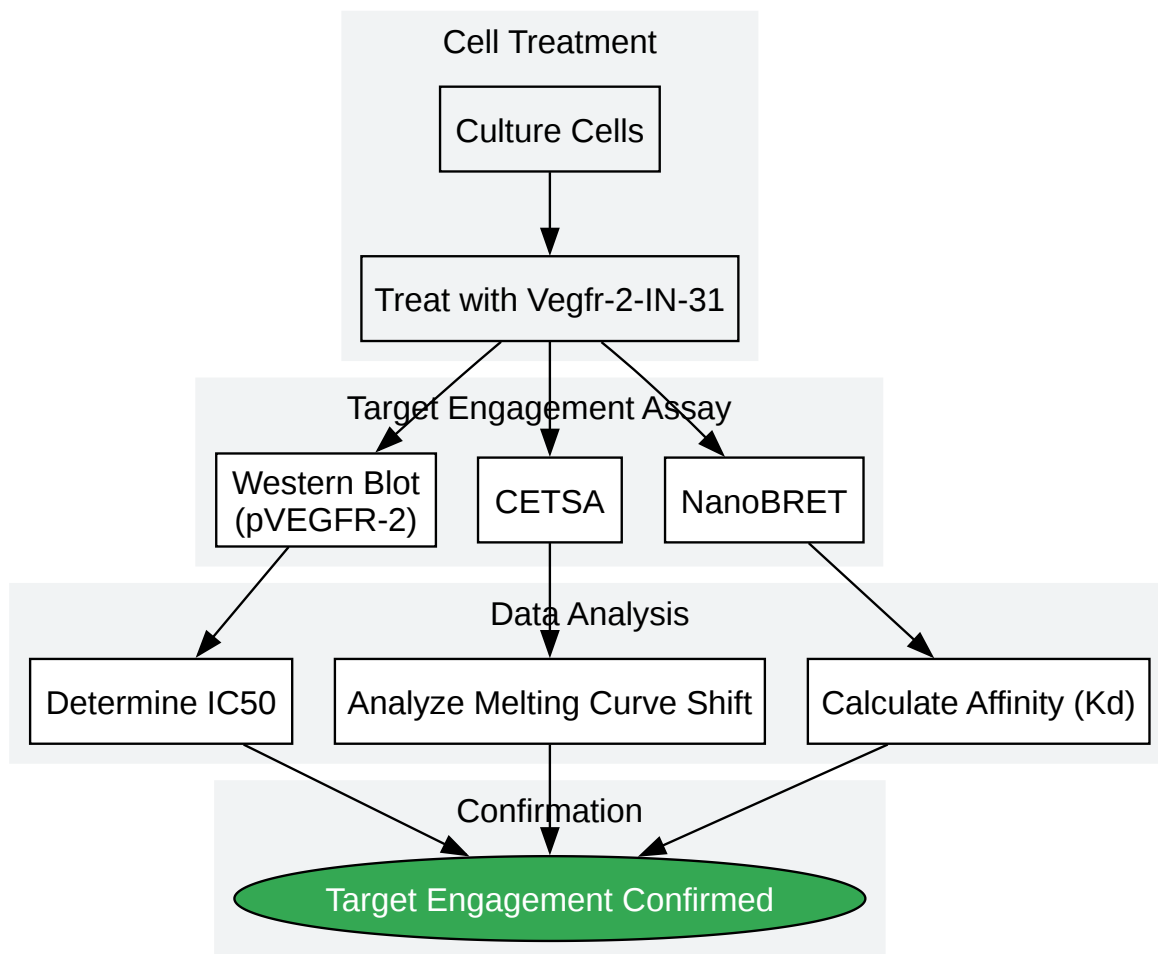 Cell Treatment
Culture Cells
Treat with Vegfr-2-IN-31
Target Engagement Assay
Western Blot
(pVEGFR-2)
CETSA
NanoBRET
Data Analysis
Determine IC50
Analyze Melting Curve Shift
Calculate Affinity (Kd)
Confirmation
Target Engagement Confirmed